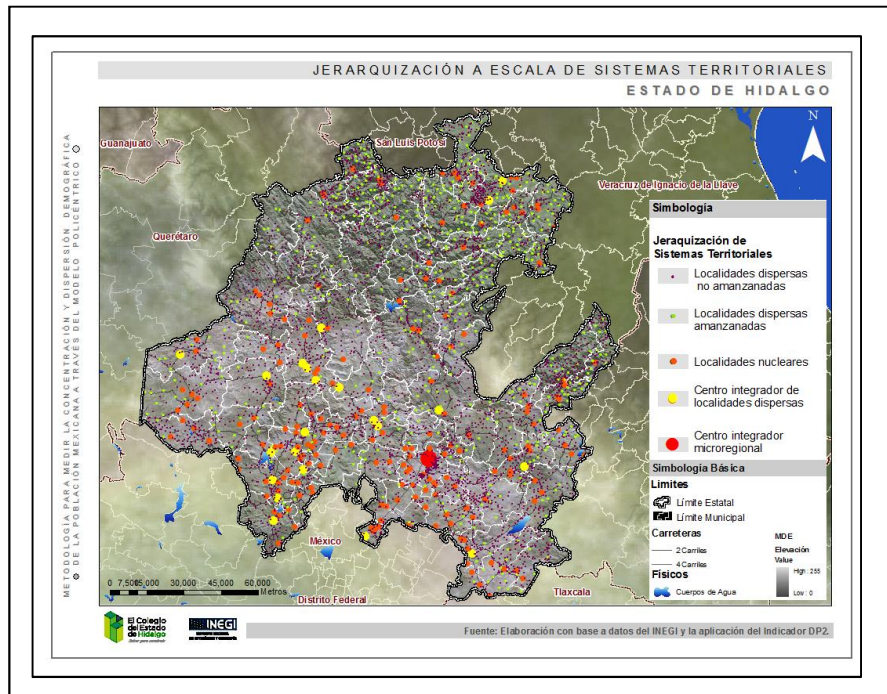 JERARQUIZACIÓN A ESCALA DE SISTEMAS TERRITORIALES
ESTADO DE HIDALGO
METODOLOGÍA PARA MEDIR LA CONCENTRACIÓN Y DISPERSIÓN DEMOGRÁFICA
DE LA POBLACIÓN MEXICANA A TRAVÉS DEL MODELO POLICÉNTRICO
Guanajuato
San Luis Potosí
Veracruz de Ignacio de la Llave
Querétaro
México
Distrito Federal
Tlaxcala
N
Simbología
Jeraquización de
Sistemas Territoriales
Localidades dispersas
no amanzanadas
Localidades dispersas
amanzanadas
Localidades nucleares
Centro integrador de
localidades dispersas
Centro integrador
microregional
Simbología Básica
Limites
Límite Estatal
Límite Municipal
Carreteras
2 Carriles
4 Carriles
Físicos
Cuerpos de Agua
MDE
Elevación
Value
High : 255
Low : 0
0 7,50015,000 30,000 45,000 60,000
Metros
El Colegio
del Estado
de Hidalgo
INEGI
Fuente: Elaboración con base a datos del INEGI y la aplicación del Indicador DP2.